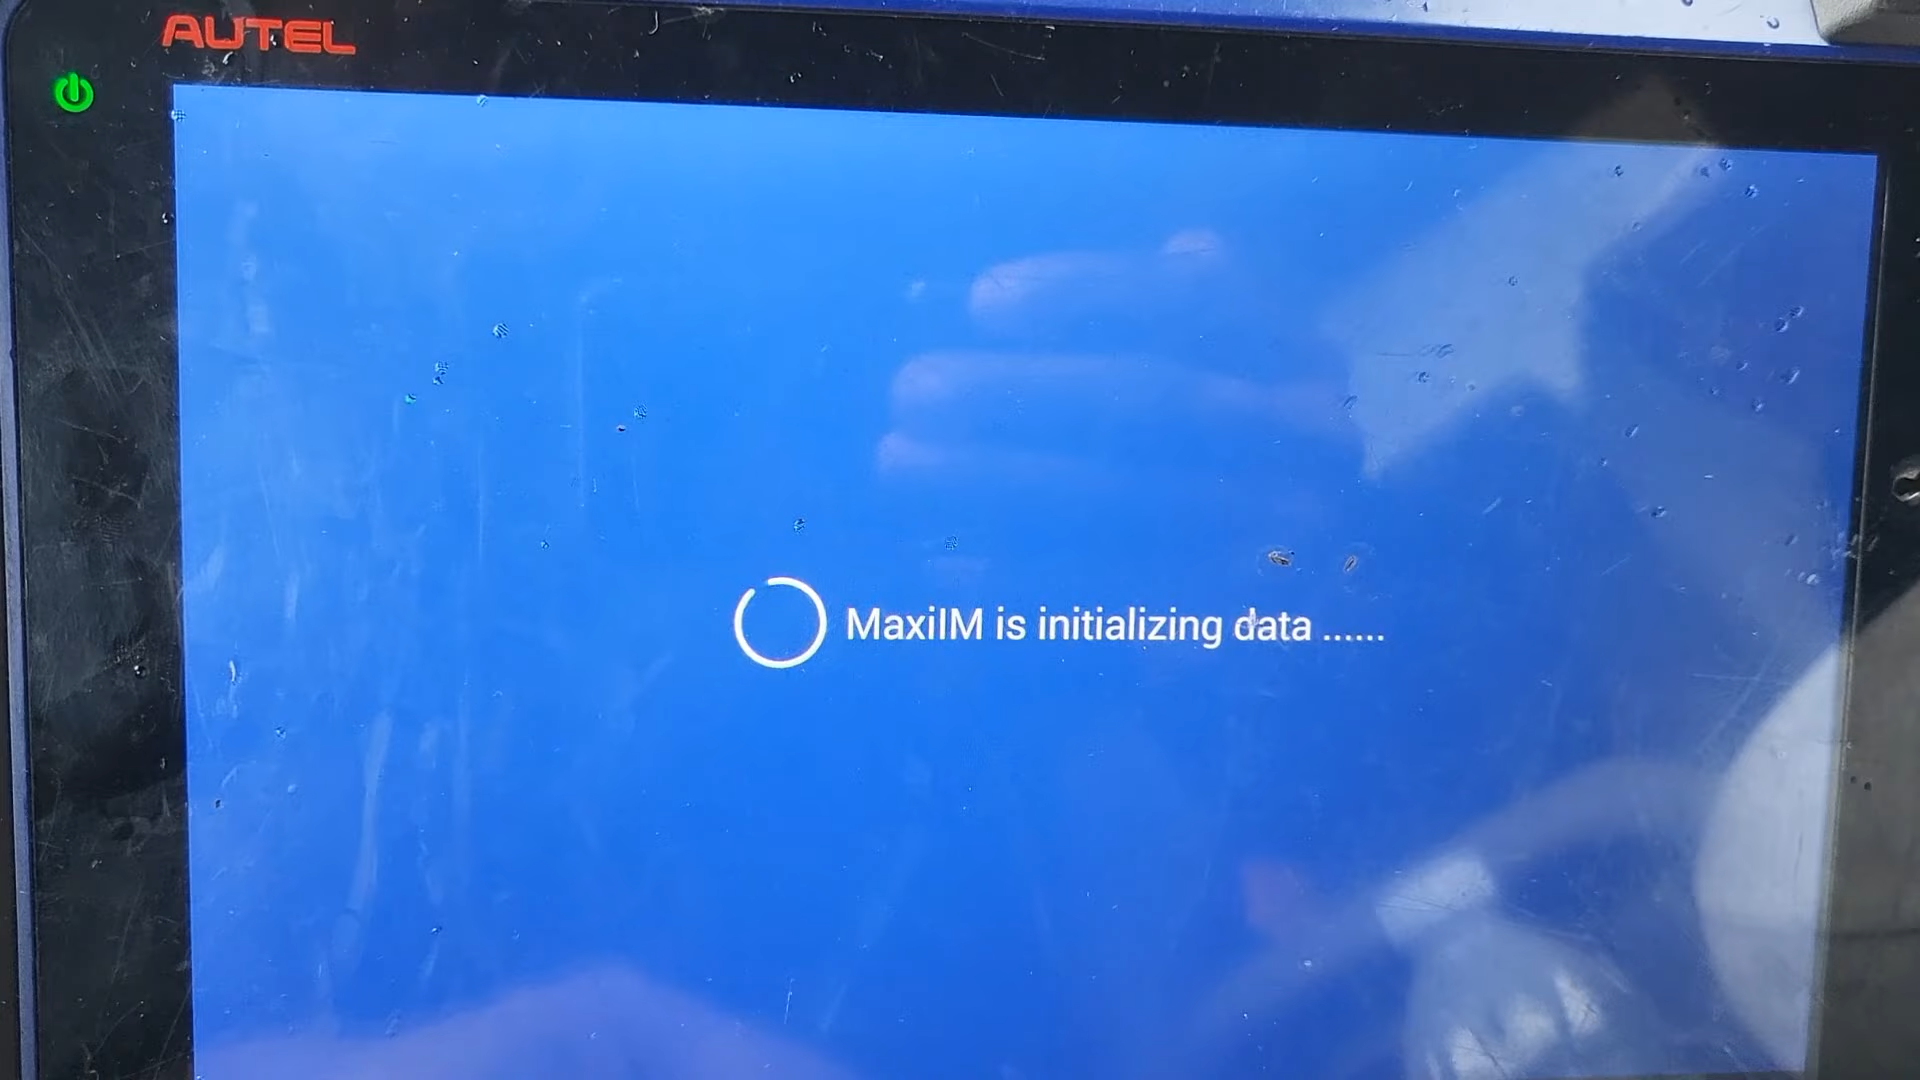 AUTEL
MaxiIM is initializing data ......